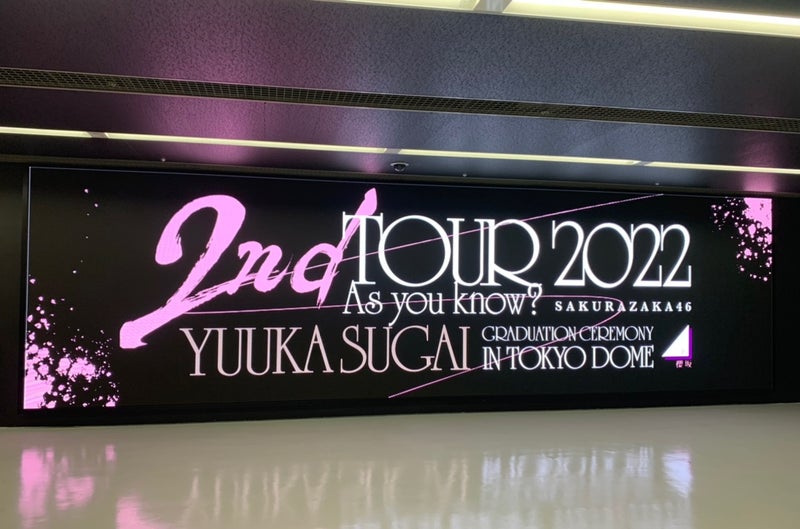 2nd TOUR 2022
As you know? SAKURAZAKA46
YUUKA SUGAI
GRADUATION CEREMONY
IN TOKYO DOME